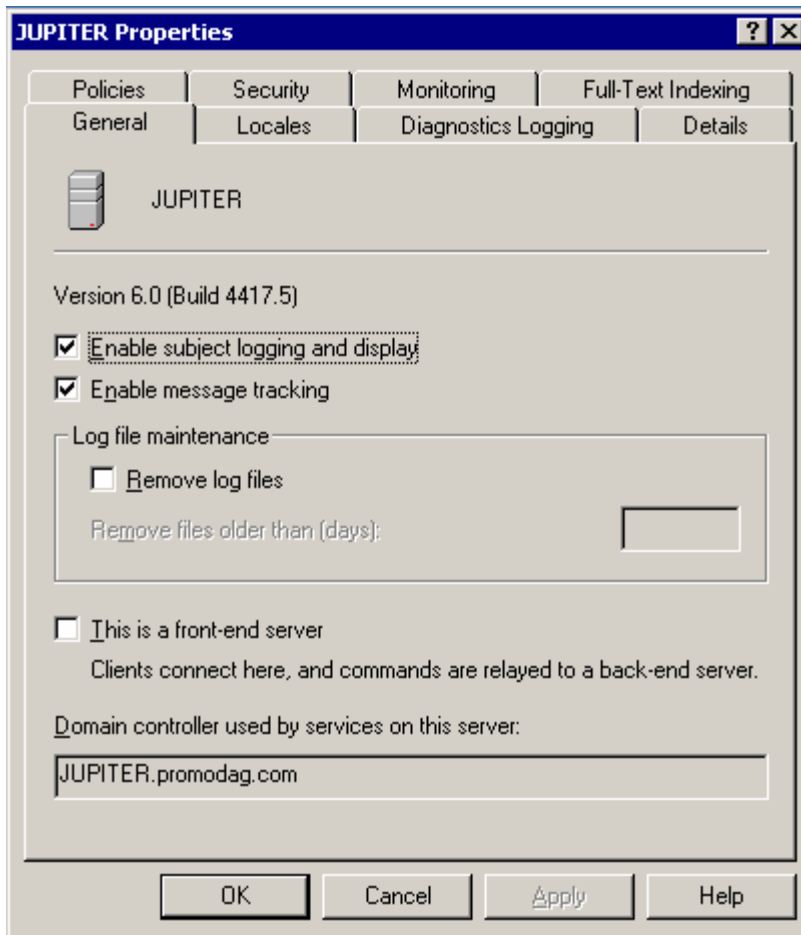 JUPITER Properties
Policies Security Monitoring Full-Text Indexing
General Locales Diagnostics Logging Details
JUPITER
Version 6.0 (Build 4417.5)
Enable subject logging and display
Enable message tracking
Log file maintenance
Remove log files
Remove files older than (days):
This is a front-end server
Clients connect here, and commands are relayed to a back-end server.
Domain controller used by services on this server:
JUPITER.promodag.com
OK Cancel Apply Help